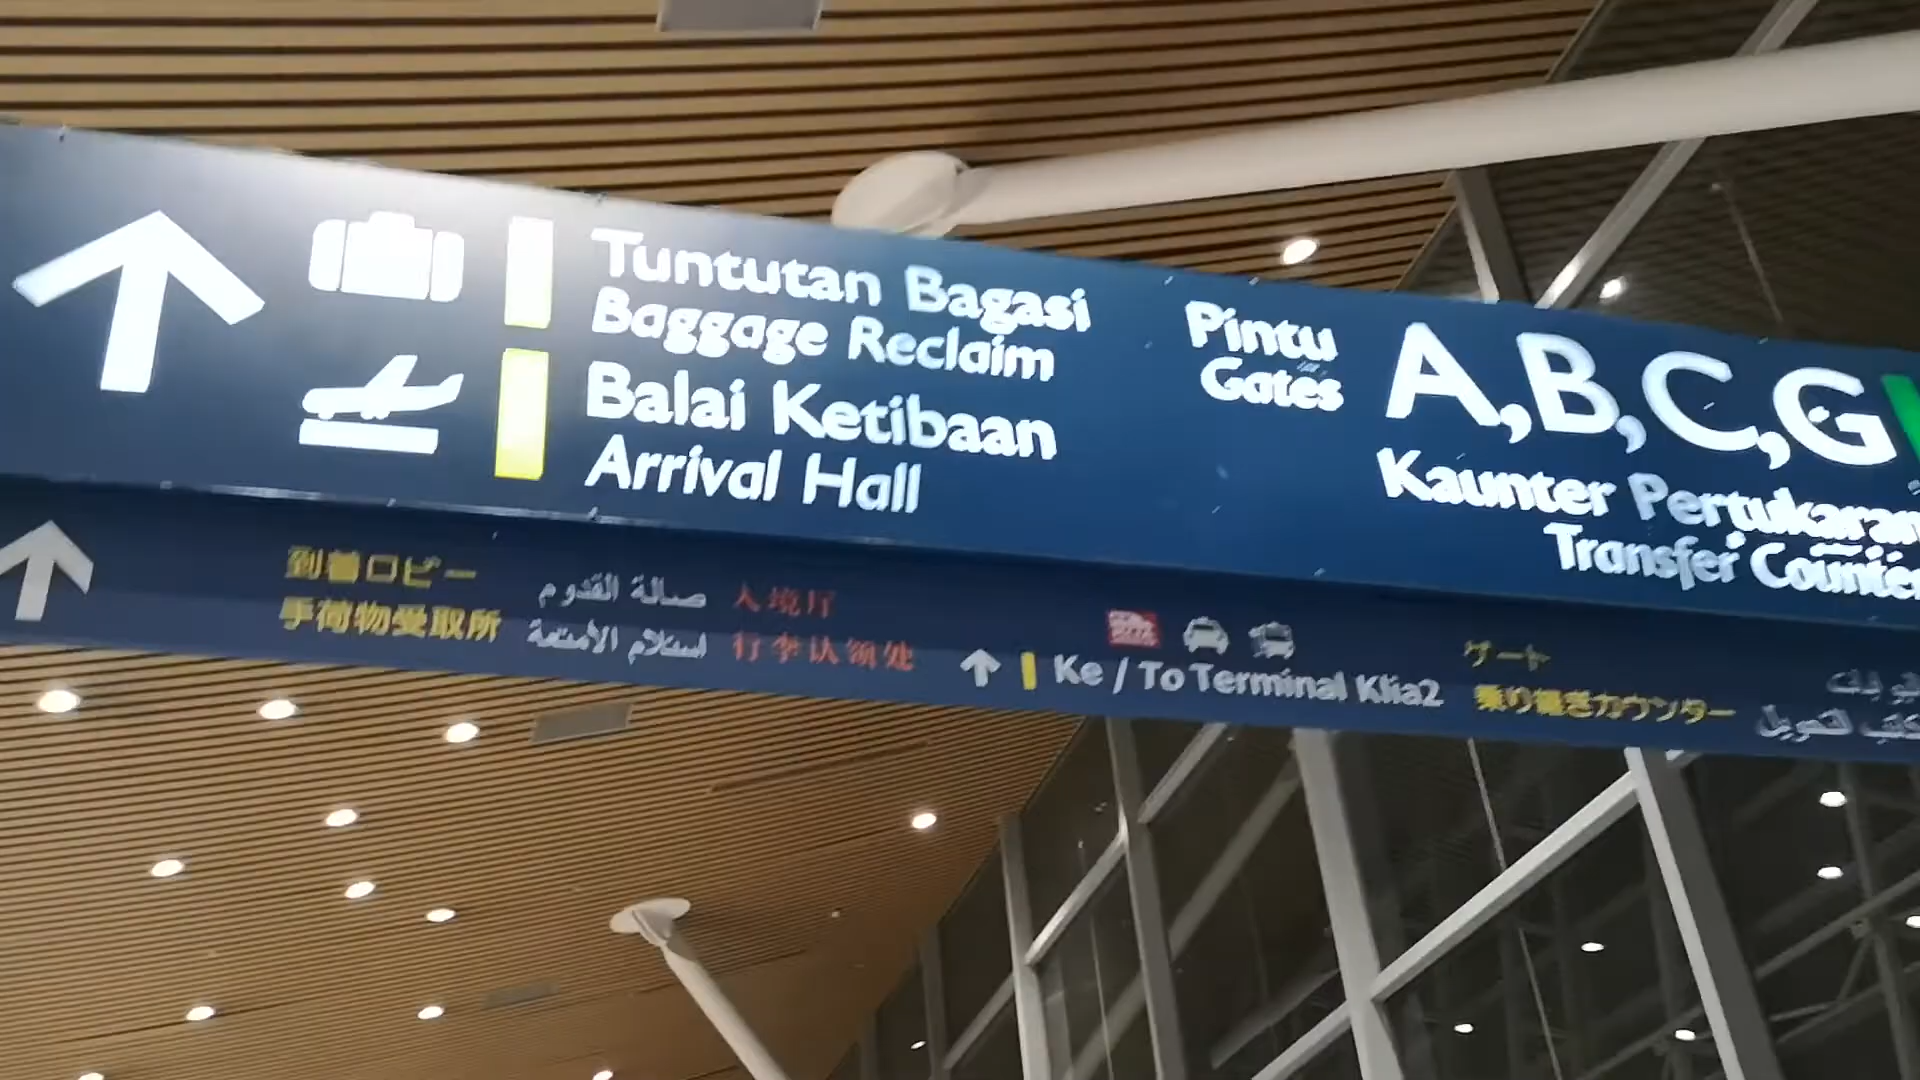 Tuntutan Bagasi
Baggage Reclaim
Balai Ketibaan
Arrival Hall
Pintu
Gates
A,B,C,G
Kaunter Pertukaran
Transfer Counter
到着ロビー
手荷物受取所
صالة القدوم
استلام الأمتعة
入境厅
行李认领处
Ke / To Terminal Klia2
ゲート
乗り継ぎカウンター